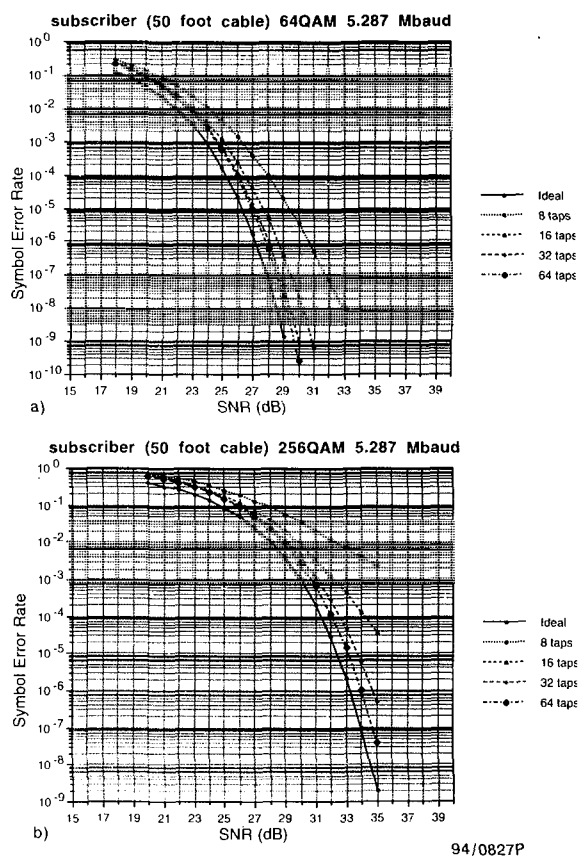 subscriber (50 foot cable) 64QAM 5.287 Mbaud
Symbol Error Rate
10^0
10^-1
10^-2
10^-3
10^-4
10^-5
10^-6
10^-7
10^-8
10^-9
10^-10
15 17 19 21 23 25 27 29 31 33 35 37 39
SNR (dB)
a)
Ideal
8 taps
16 taps
32 taps
64 taps
subscriber (50 foot cable) 256QAM 5.287 Mbaud
Symbol Error Rate
10^0
10^-1
10^-2
10^-3
10^-4
10^-5
10^-6
10^-7
10^-8
10^-9
15 17 19 21 23 25 27 29 31 33 35 37 39
SNR (dB)
b)
Ideal
8 taps
16 taps
32 taps
64 taps
94/0827P